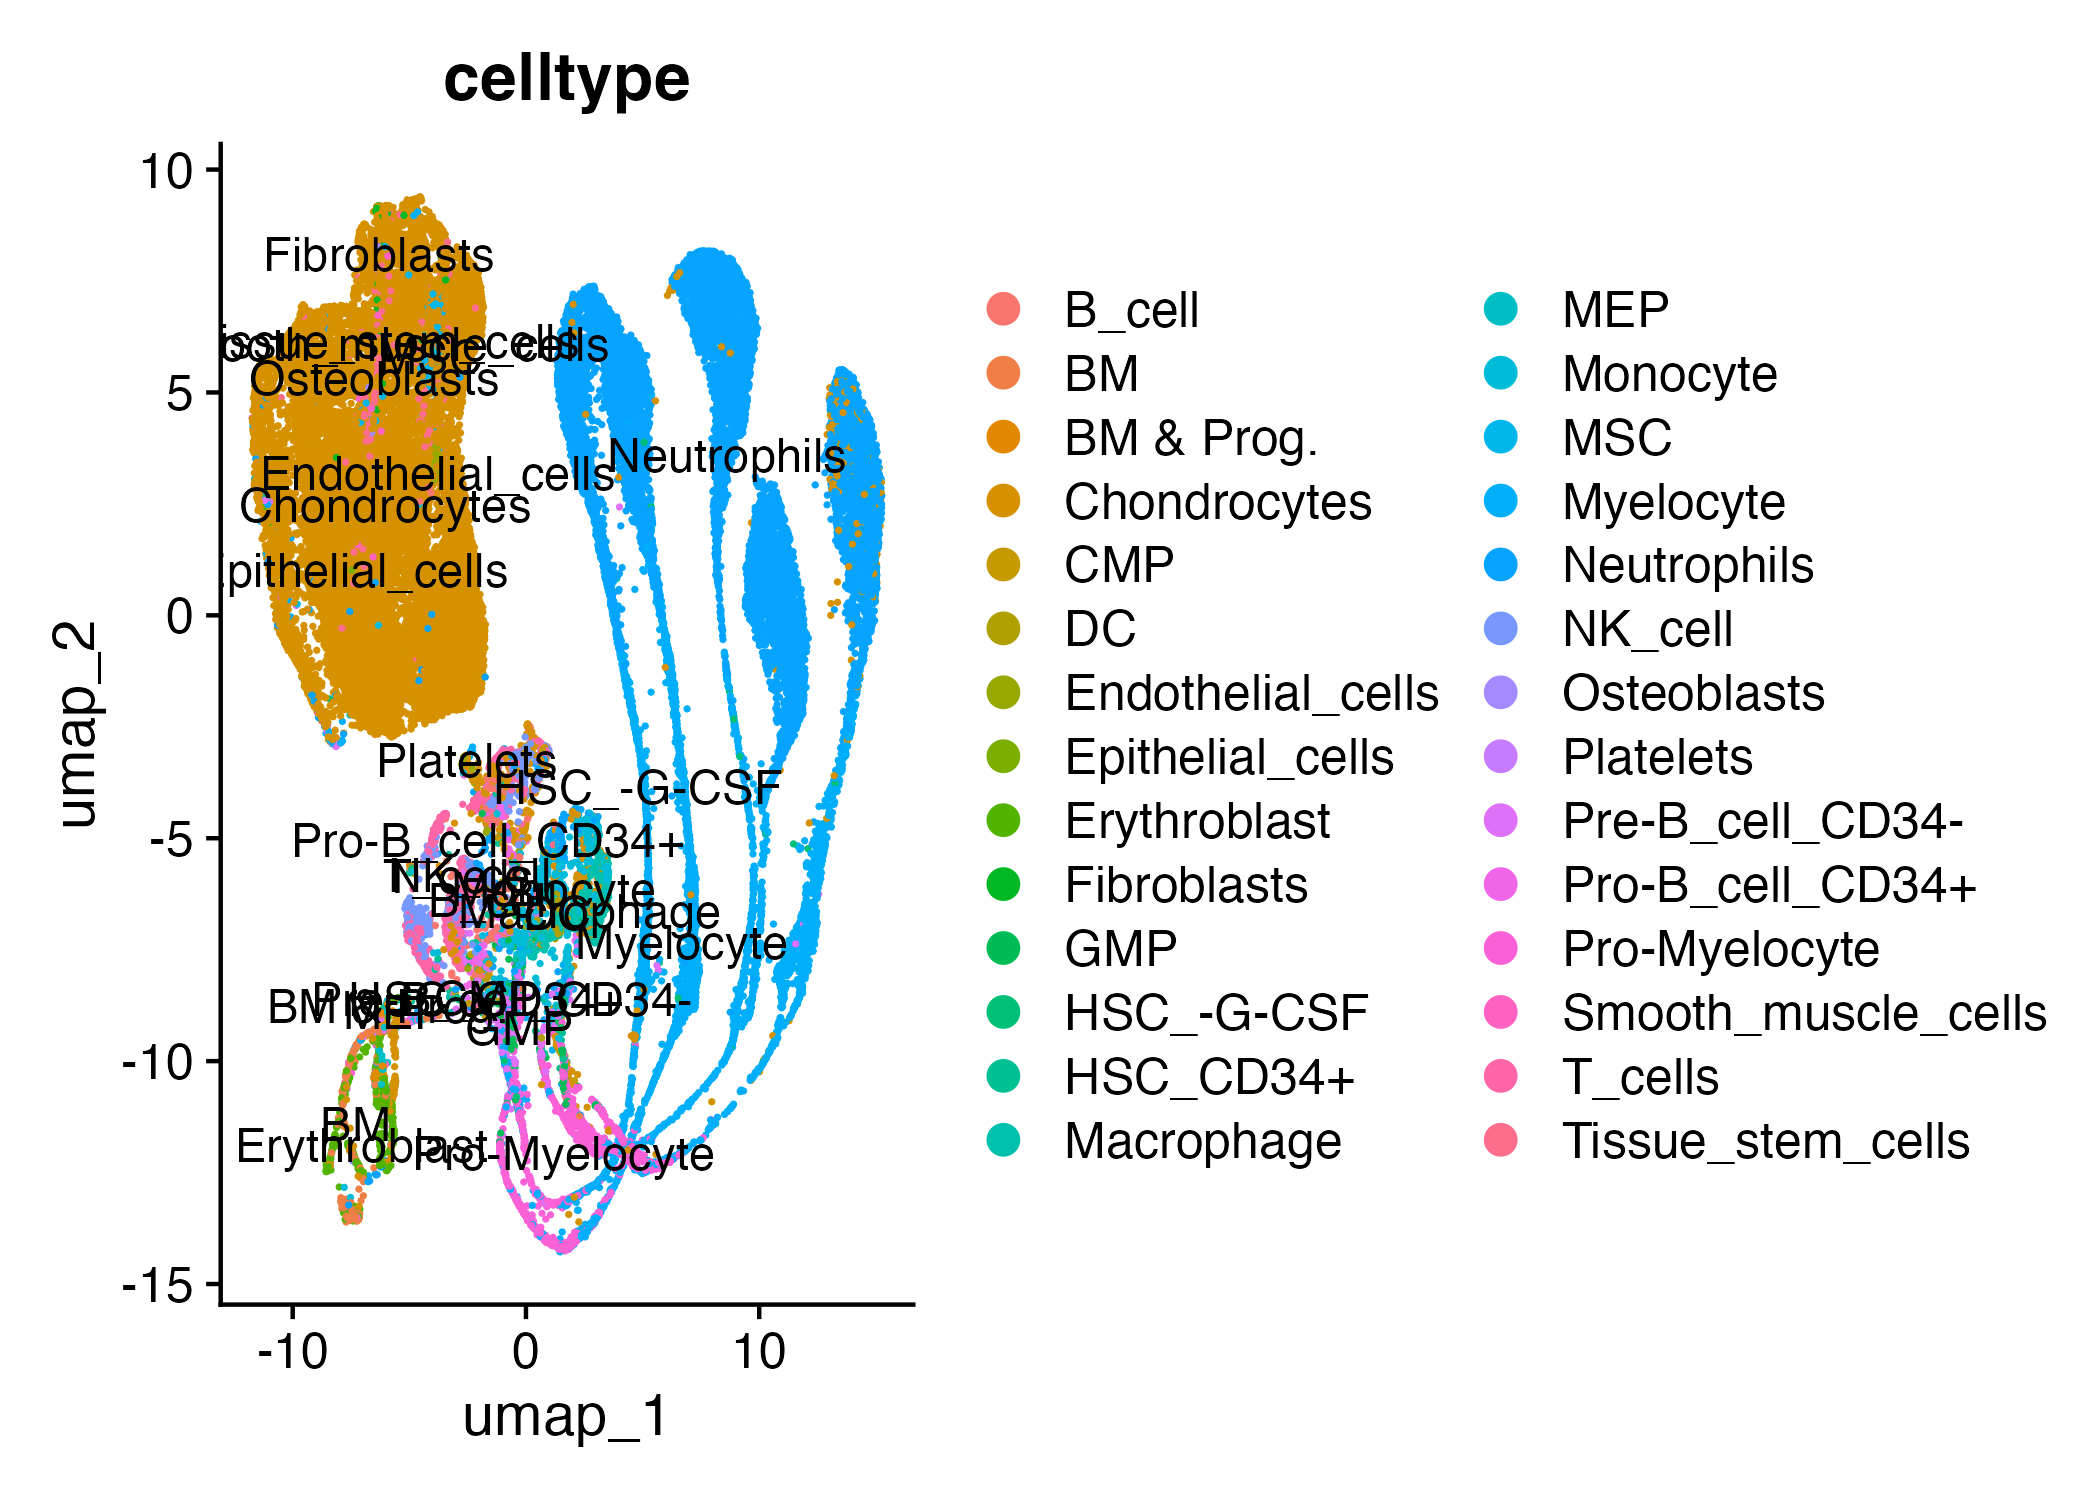 celltype
10
5
0
-5
-10
-15
umap_2
-10
0
10
umap_1
Fibroblasts
Osteoblasts
Endothelial_cells
Chondrocytes
Neutrophils
Platelets
HSC_-G-CSF
Pro-B_cell_CD34+
Macrophage
Myelocyte
GMP
BM
Erythroblast
Pro-Myelocyte
B_cell
BM
BM & Prog.
Chondrocytes
CMP
DC
Endothelial_cells
Epithelial_cells
Erythroblast
Fibroblasts
GMP
HSC_-G-CSF
HSC_CD34+
Macrophage
MEP
Monocyte
MSC
Myelocyte
Neutrophils
NK_cell
Osteoblasts
Platelets
Pre-B_cell_CD34-
Pro-B_cell_CD34+
Pro-Myelocyte
Smooth_muscle_cells
T_cells
Tissue_stem_cells